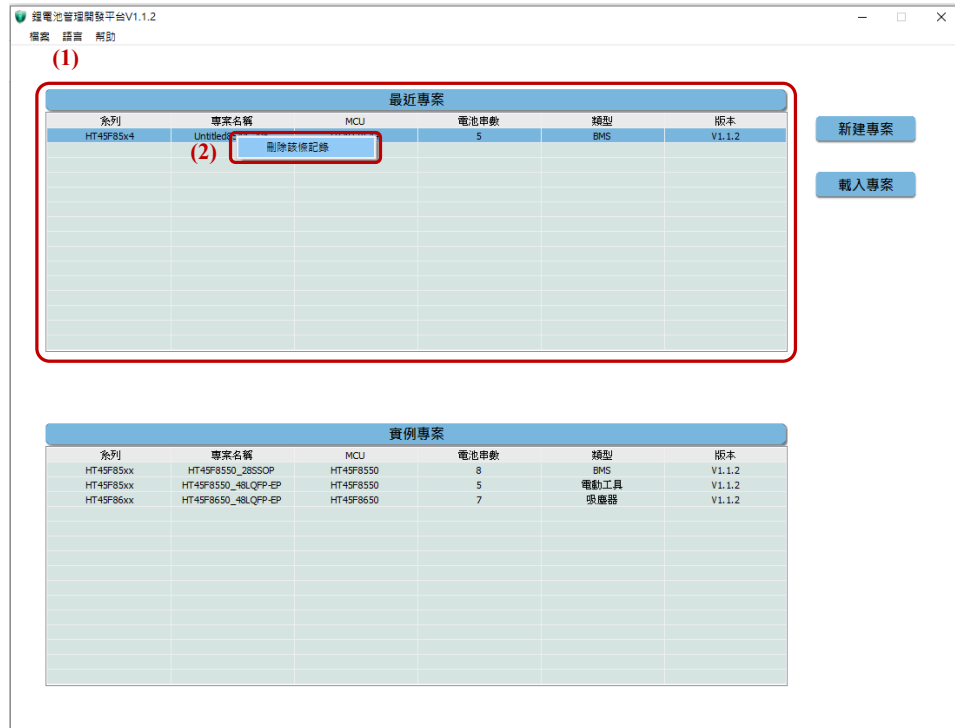 鋰電池管理開發平台V1.1.2
檔案 語言 幫助
(1)
最近專案
系列 專案名稱 MCU 電池串數 類型 版本
HT45F85x4 5 BMS V1.1.2
(2) 刪除該條記錄
新建專案
載入專案
實例專案
系列 專案名稱 MCU 電池串數 類型 版本
HT45F85xx HT45F8550_28SSOP HT45F8550 8 BMS V1.1.2
HT45F85xx HT45F8550_48LQFP-EP HT45F8550 5 電動工具 V1.1.2
HT45F86xx HT45F8650_48LQFP-EP HT45F8650 7 吸塵器 V1.1.2